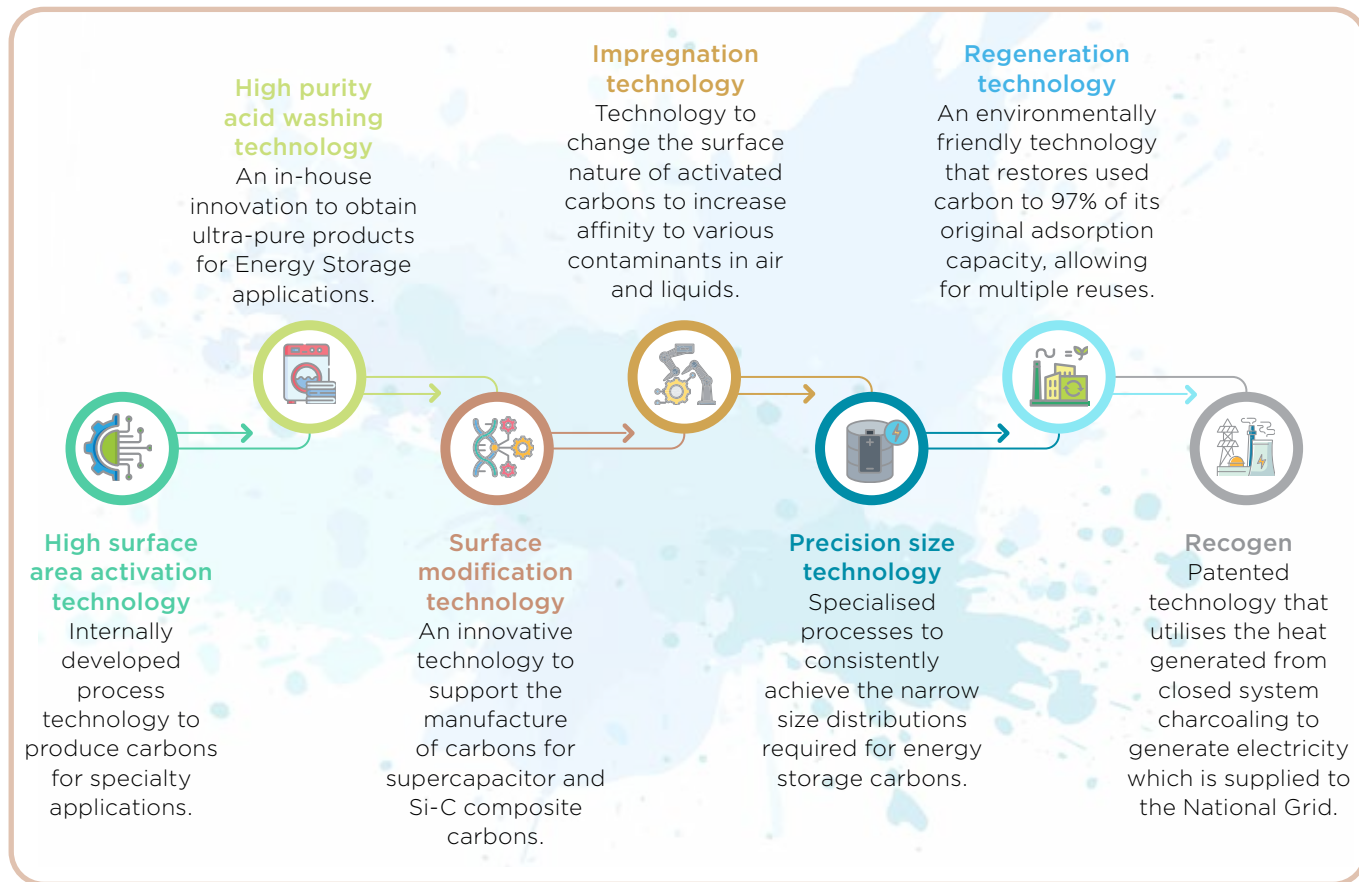 High surface
area activation
technology
Internally
developed
process
technology to
produce carbons
for specialty
applications.
High purity
acid washing
technology
An in-house
innovation to obtain
ultra-pure products
for Energy Storage
applications.
Surface
modification
technology
An innovative
technology to
support the
manufacture
of carbons for
supercapacitor and
Si-C composite
carbons.
Impregnation
technology
Technology to
change the surface
nature of activated
carbons to increase
affinity to various
contaminants in air
and liquids.
Precision size
technology
Specialised
processes to
consistently
achieve the narrow
size distributions
required for energy
storage carbons.
Regeneration
technology
An environmentally
friendly technology
that restores used
carbon to 97% of its
original adsorption
capacity, allowing
for multiple reuses.
Recogen
Patented
technology that
utilises the heat
generated from
closed system
charcoaling to
generate electricity
which is supplied to
the National Grid.